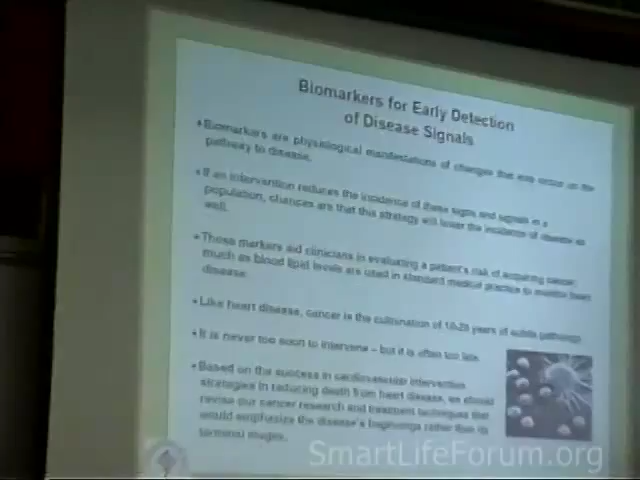 Biomarkers for Early Detection
of Disease Signals
• Biomarkers are physiological manifestations of changes that may occur on the
pathway to disease.
• If an intervention reduces the incidence of these signs and signals in a
population, chances are that this strategy will lower the incidence of disease as
well.
• These markers aid clinicians in evaluating a patient's risk of acquiring cancer
much as blood lipid levels are used in standard medical practice to monitor heart
disease.
• Like heart disease, cancer is the culmination of 10-20 years of subtle pathology.
• It is never too soon to intervene – but it is often too late.
• Based on the success in cardiovascular intervention
strategies in reducing death from heart disease, we should
revise our cancer research and treatment techniques that
would emphasize the disease's beginnings rather than its
terminal stages.
SmartLifeForum.org